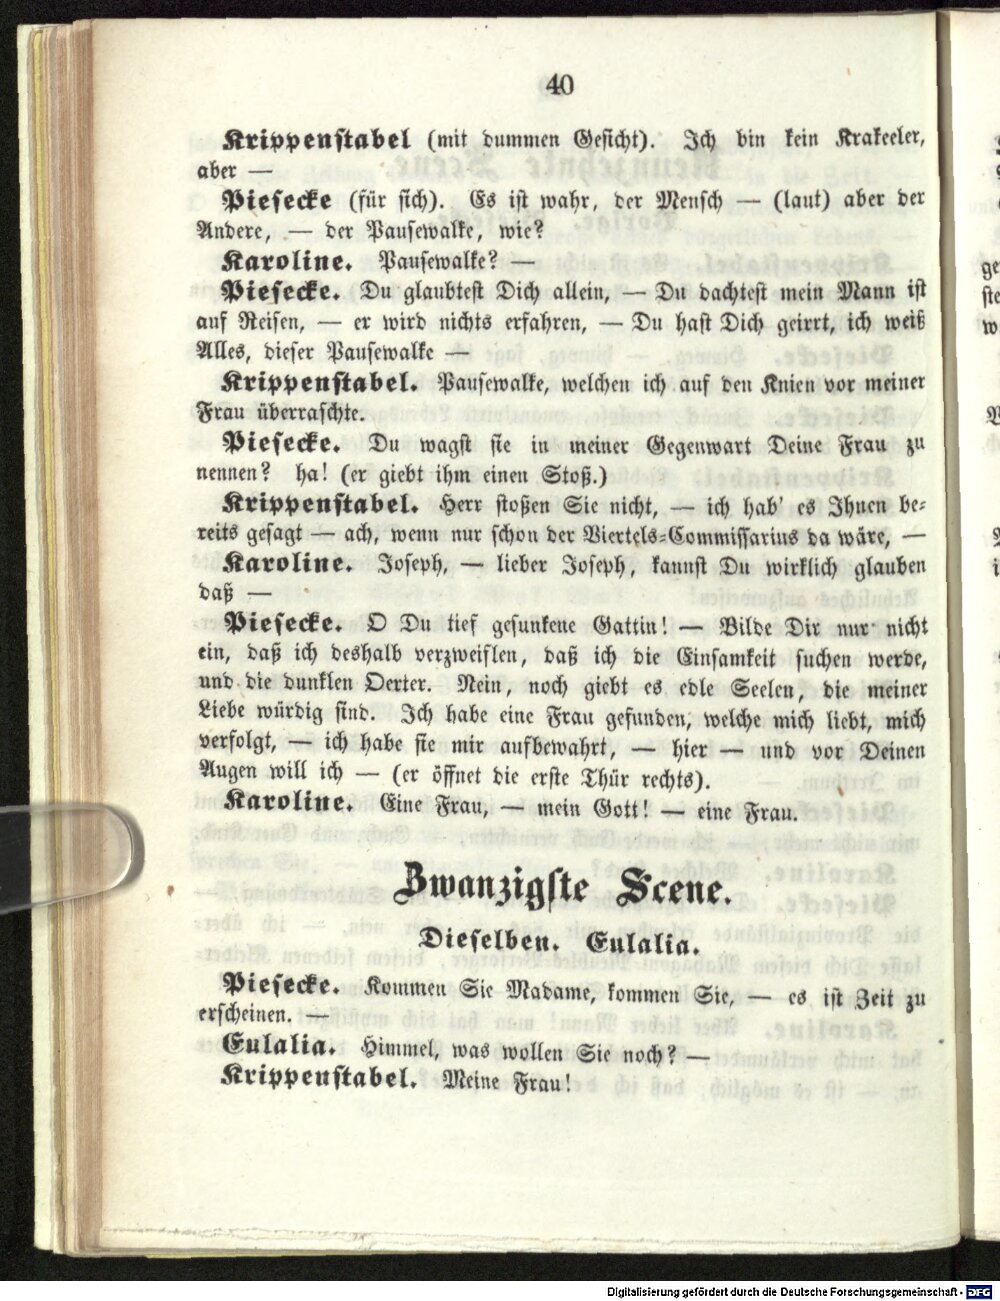 40
Krippenstabel (mit dummen Gesicht). Ich bin kein Krakeeler,
aber —
Piesecke (für sich). Es ist wahr, der Mensch — (laut) aber der
Andere, — der Pausewalke, wie?
Karoline. Pausewalke? —
Piesecke. Du glaubtest Dich allein, — Du dachtest mein Mann ist
auf Reisen, — er wird nichts erfahren, — Du hast Dich geirrt, ich weiß
Alles, dieser Pausewalke —
Krippenstabel. Pausewalke, welchen ich auf den Knien vor meiner
Frau überraschte.
Piesecke. Du wagst sie in meiner Gegenwart Deine Frau zu
nennen? ha! (er giebt ihm einen Stoß.)
Krippenstabel. Herr stoßen Sie nicht, — ich hab' es Ihnen be-
reits gesagt — ach, wenn nur schon der Viertels-Commissarius da wäre, —
Karoline. Joseph, — lieber Joseph, kannst Du wirklich glauben
daß —
Piesecke. O Du tief gesunkene Gattin! — Bilde Dir nur nicht
ein, daß ich deshalb verzweiflen, daß ich die Einsamkeit suchen werde,
und die dunklen Oerter. Nein, noch giebt es edle Seelen, die meiner
Liebe würdig sind. Ich habe eine Frau gefunden, welche mich liebt, mich
verfolgt, — ich habe sie mir aufbewahrt, — hier — und vor Deinen
Augen will ich — (er öffnet die erste Thür rechts).
Karoline. Eine Frau, — mein Gott! — eine Frau.
Zwanzigste Scene.
Dieselben. Eulalia.
Piesecke. Kommen Sie Madame, kommen Sie, — es ist Zeit zu
erscheinen. —
Eulalia. Himmel, was wollen Sie noch? —
Krippenstabel. Meine Frau!
Digitalisierung gefördert durch die Deutsche Forschungsgemeinschaft - DFG